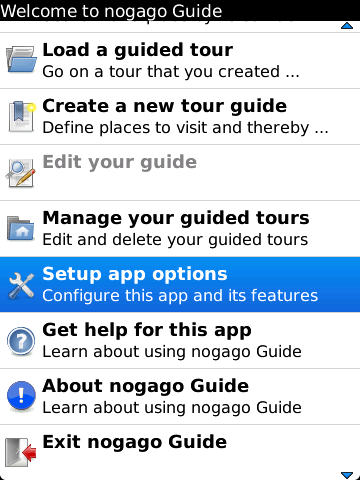 Welcome to nogago Guide
Load a guided tour
Go on a tour that you created ...
Create a new tour guide
Define places to visit and thereby ...
Edit your guide
Manage your guided tours
Edit and delete your guided tours
Setup app options
Configure this app and its features
Get help for this app
Learn about using nogago Guide
About nogago Guide
Learn about using nogago Guide
Exit nogago Guide